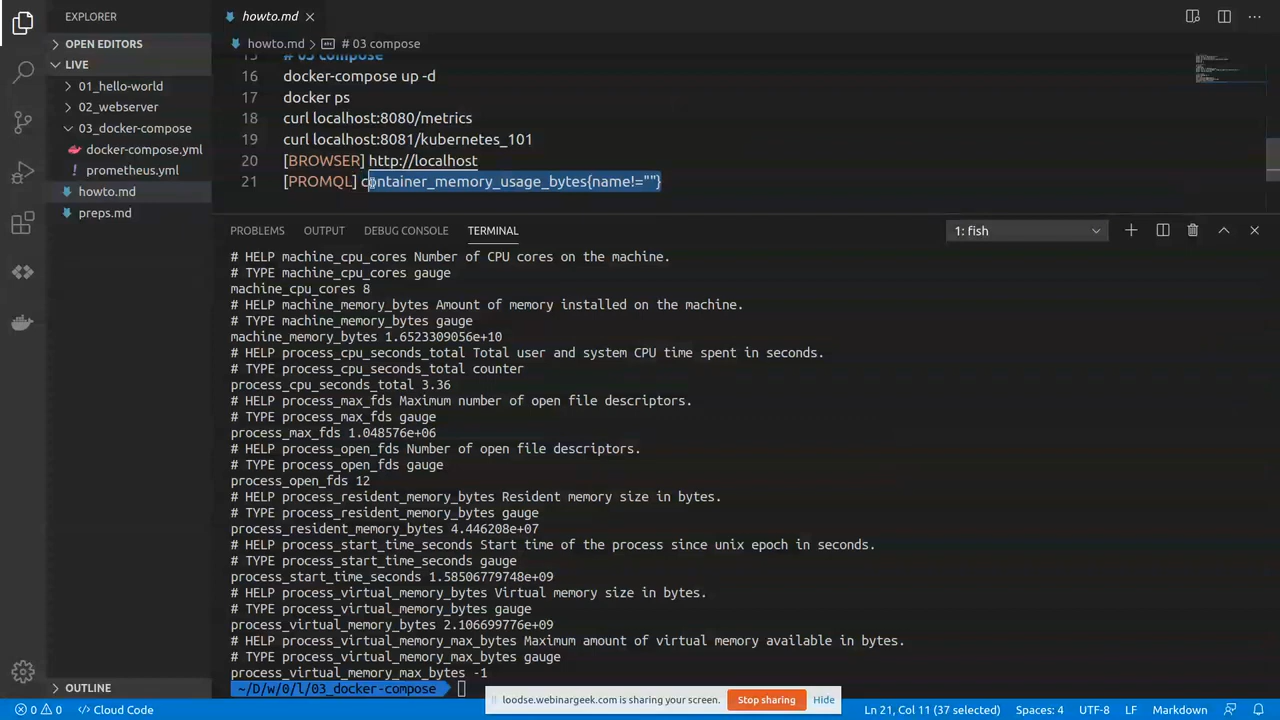 EXPLORER
howto.md
OPEN EDITORS
LIVE
01_hello-world
02_webserver
03_docker-compose
docker-compose.yml
! prometheus.yml
howto.md
preps.md
OUTLINE
howto.md > # 03 compose
15 # 03 compose
16 docker-compose up -d
17 docker ps
18 curl localhost:8080/metrics
19 curl localhost:8081/kubernetes_101
20 [BROWSER] http://localhost
21 [PROMQL] container_memory_usage_bytes{name!=""}
PROBLEMS OUTPUT DEBUG CONSOLE TERMINAL 1: fish
# HELP machine_cpu_cores Number of CPU cores on the machine.
# TYPE machine_cpu_cores gauge
machine_cpu_cores 8
# HELP machine_memory_bytes Amount of memory installed on the machine.
# TYPE machine_memory_bytes gauge
machine_memory_bytes 1.6523309056e+10
# HELP process_cpu_seconds_total Total user and system CPU time spent in seconds.
# TYPE process_cpu_seconds_total counter
process_cpu_seconds_total 3.36
# HELP process_max_fds Maximum number of open file descriptors.
# TYPE process_max_fds gauge
process_max_fds 1.048576e+06
# HELP process_open_fds Number of open file descriptors.
# TYPE process_open_fds gauge
process_open_fds 12
# HELP process_resident_memory_bytes Resident memory size in bytes.
# TYPE process_resident_memory_bytes gauge
process_resident_memory_bytes 4.446208e+07
# HELP process_start_time_seconds Start time of the process since unix epoch in seconds.
# TYPE process_start_time_seconds gauge
process_start_time_seconds 1.58506779748e+09
# HELP process_virtual_memory_bytes Virtual memory size in bytes.
# TYPE process_virtual_memory_bytes gauge
process_virtual_memory_bytes 2.106699776e+09
# HELP process_virtual_memory_max_bytes Maximum amount of virtual memory available in bytes.
# TYPE process_virtual_memory_max_bytes gauge
process_virtual_memory_max_bytes -1
~/D/w/0/l/03_docker-compose
loodse.webinargeek.com is sharing your screen. Stop sharing Hide
0 0 Cloud Code Ln 21, Col 11 (37 selected) Spaces: 4 UTF-8 LF Markdown